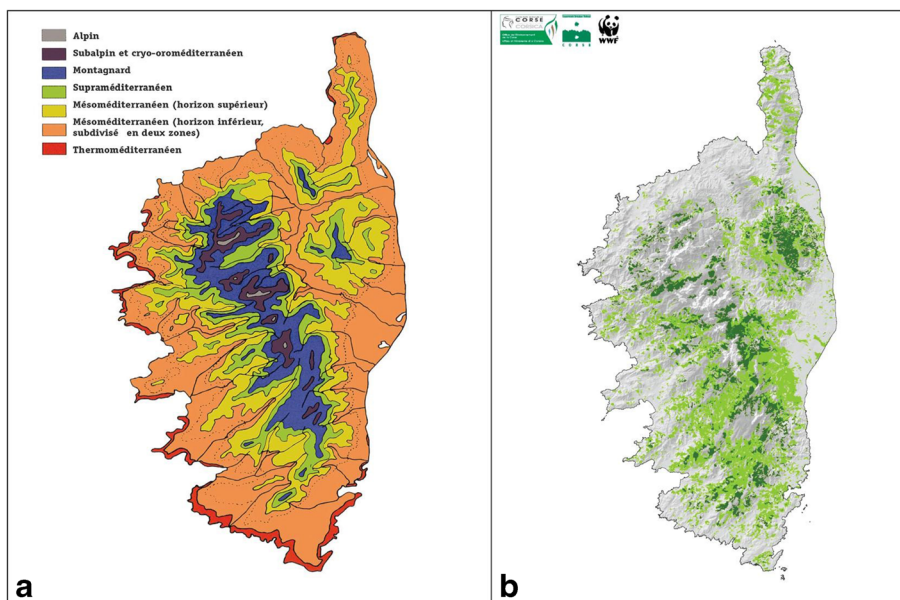 Alpin
Subalpin et cryo-oroméditerranéen
Montagnard
Supraméditerranéen
Mésoméditerranéen (horizon supérieur)
Mésoméditerranéen (horizon inférieur,
subdivisé en deux zones)
Thermoméditerranéen
a
CORSE
CORSE
WWF
b